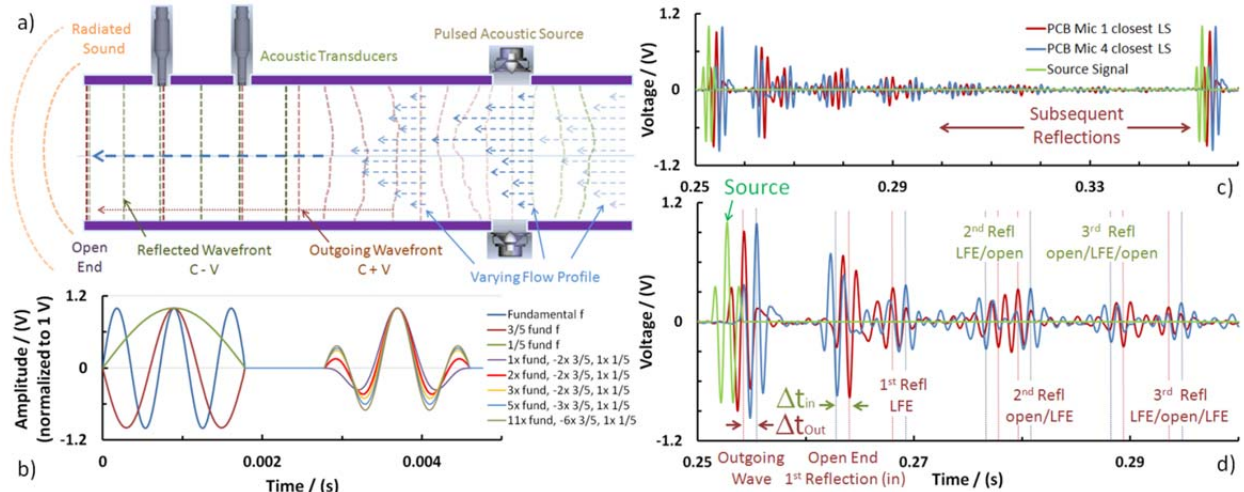 a)
Radiated
Sound
Acoustic Transducers
Pulsed Acoustic Source
Open
End
Reflected Wavefront
C - V
Outgoing Wavefront
C + V
Varying Flow Profile
b)
Amplitude / (V)
(normalized to 1 V)
1.2
0
-1.2
0
0.002
0.004
Time / (s)
Fundamental f
3/5 fund f
1/5 fund f
1x fund, -2x 3/5, 1x 1/5
2x fund, -2x 3/5, 1x 1/5
3x fund, -2x 3/5, 1x 1/5
5x fund, -3x 3/5, 1x 1/5
11x fund, -6x 3/5, 1x 1/5
Voltage / (V)
1.2
0
-1.2
0.25
0.29
0.33
PCB Mic 1 closest LS
PCB Mic 4 closest LS
Source Signal
Subsequent
Reflections
c)
Source
Voltage / (V)
1.2
0
-1.2
0.25
0.27
0.29
2nd Refl
LFE/open
3rd Refl
open/LFE/open
Δtin
ΔtOut
1st Refl
LFE
2nd Refl
open/LFE
3rd Refl
LFE/open/LFE
Outgoing
Wave
Open End
1st Reflection (in)
Time / (s)
d)